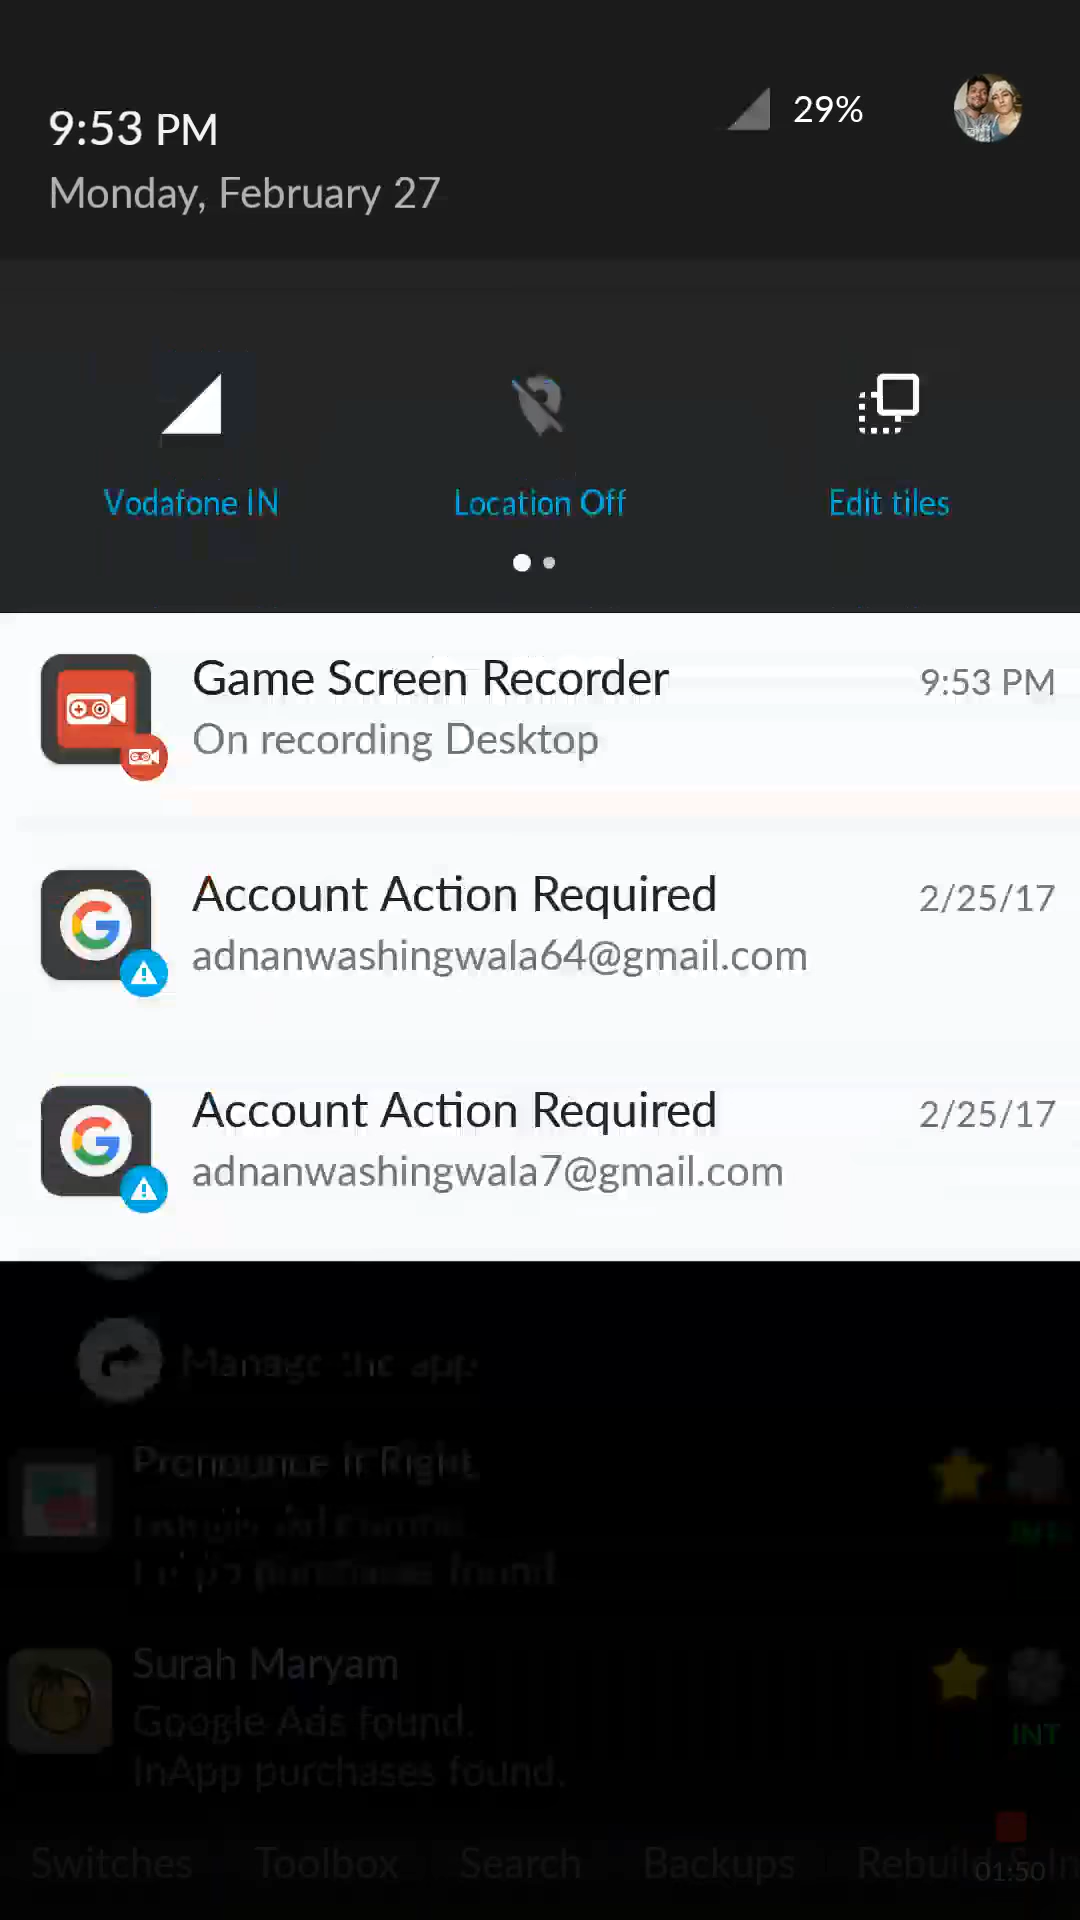 9:53 PM
29%
Monday, February 27
Vodafone IN
Location Off
Edit tiles
Game Screen Recorder
9:53 PM
On recording Desktop
Account Action Required
2/25/17
adnanwashingwala64@gmail.com
Account Action Required
2/25/17
adnanwashingwala7@gmail.com
Manage the app
Pronounce it Right
purchases found.
Surah Maryam
Google Ads found.
INT
InApp purchases found.
Switches
Toolbox
Search
Backups
Rebuild
01:50